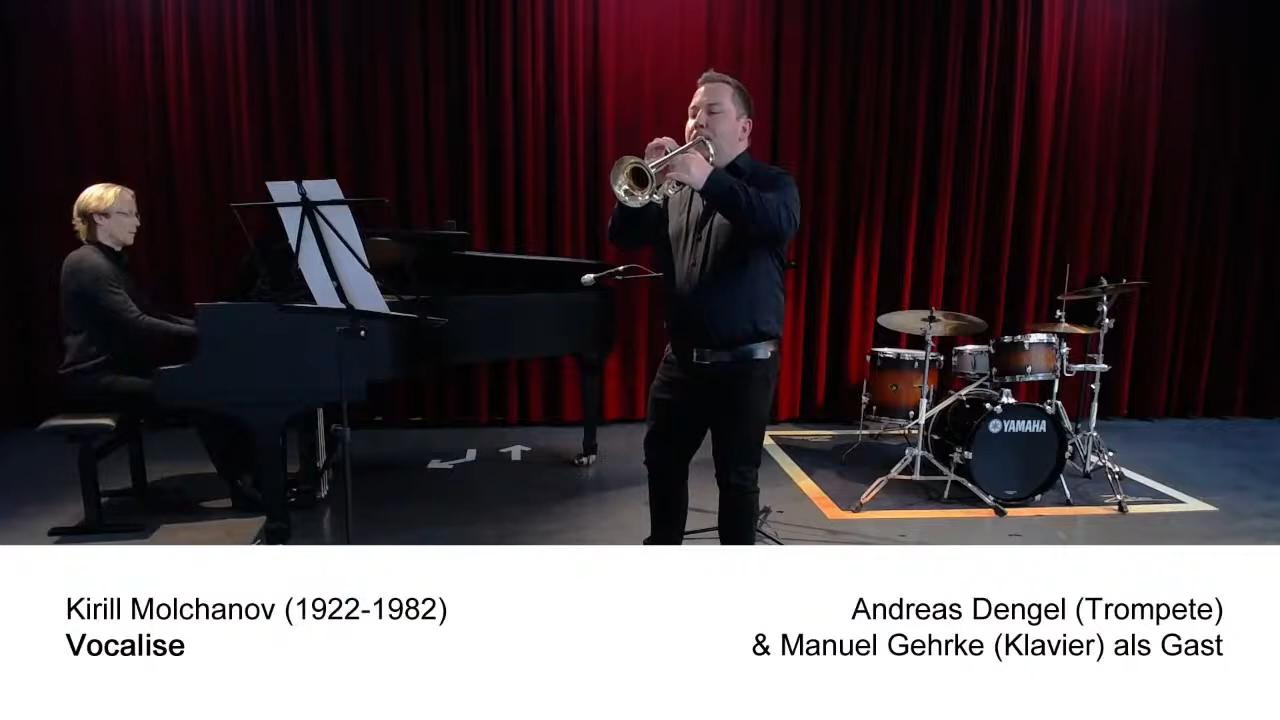 YAMAHA
Kirill Molchanov (1922-1982)
Vocalise
Andreas Dengel (Trompete)
& Manuel Gehrke (Klavier) als Gast